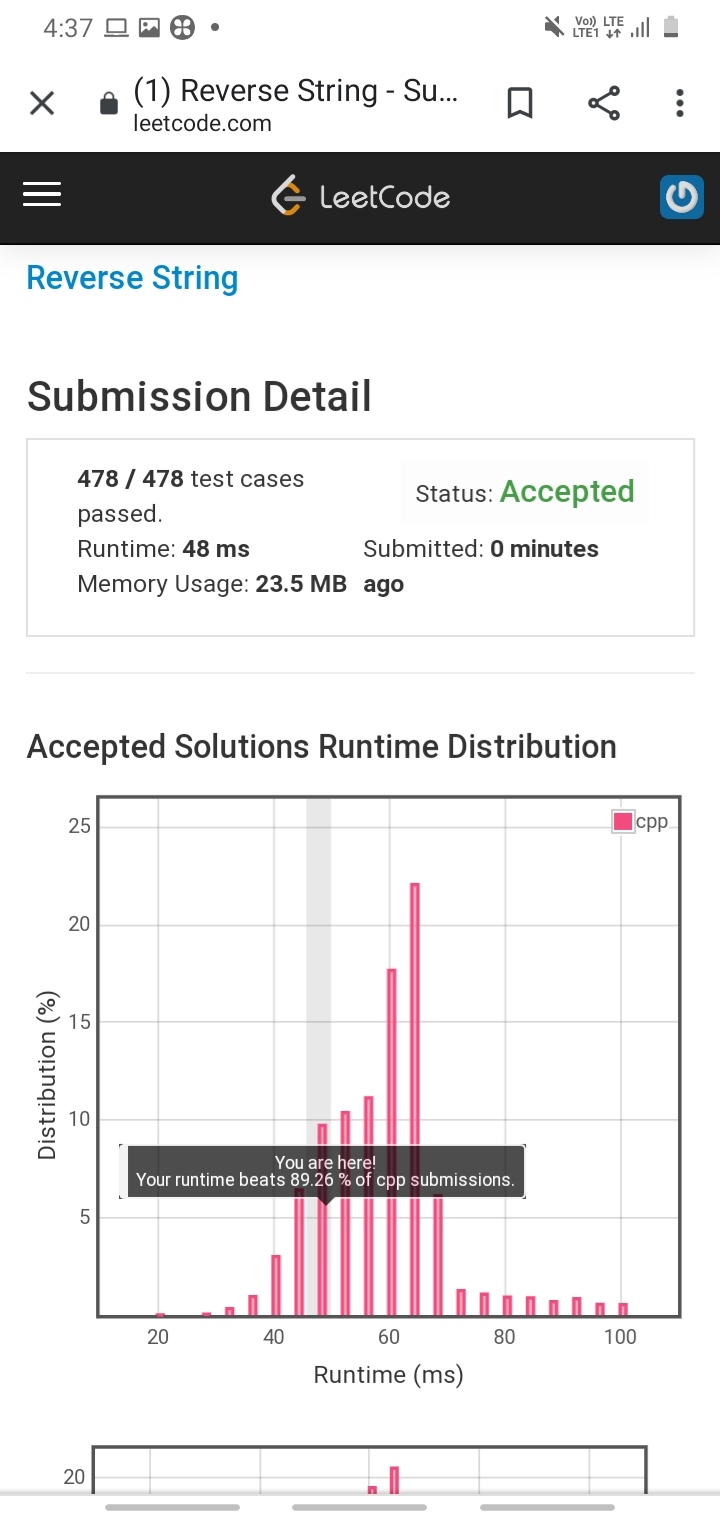 4:37
Vo)) LTE
LTE1
(1) Reverse String - Su...
leetcode.com
LeetCode
Reverse String
Submission Detail
478 / 478 test cases passed.
Status: Accepted
Runtime: 48 ms
Submitted: 0 minutes ago
Memory Usage: 23.5 MB
Accepted Solutions Runtime Distribution
25
cpp
20
15
10
5
Distribution (%)
You are here!
Your runtime beats 89.26 % of cpp submissions.
20 40 60 80 100
Runtime (ms)
20